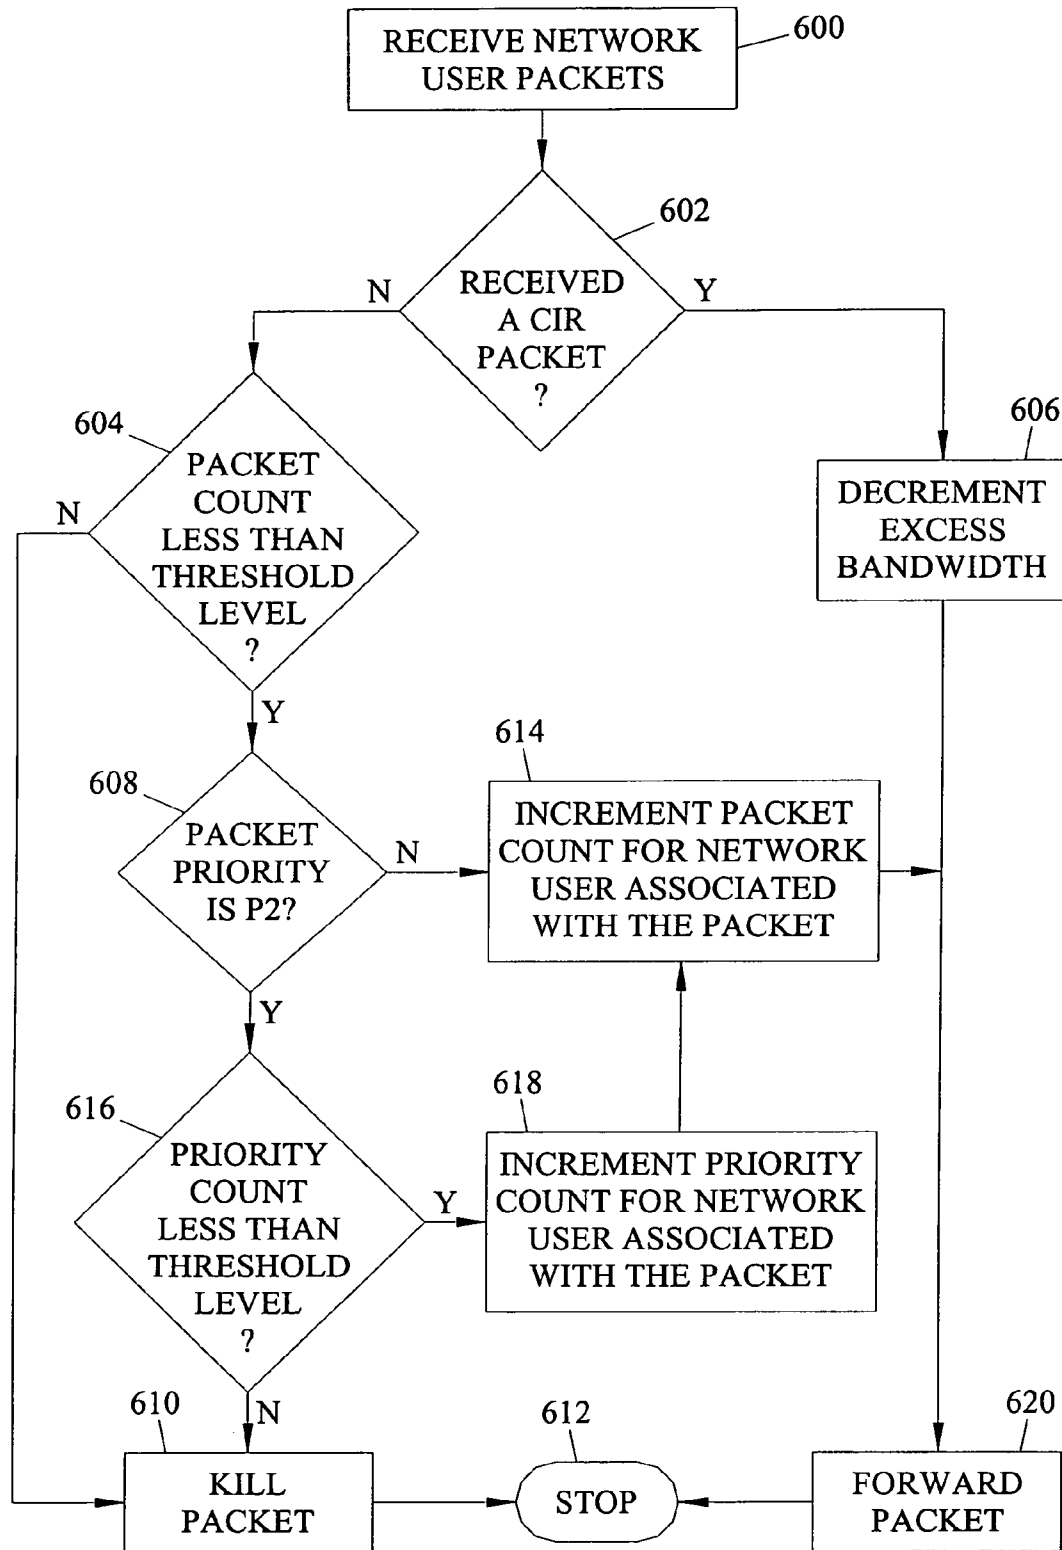 RECEIVE NETWORK
USER PACKETS
600
602
RECEIVED
A CIR
PACKET
?
N
Y
604
PACKET
COUNT
LESS THAN
THRESHOLD
LEVEL
?
N
Y
606
DECREMENT
EXCESS
BANDWIDTH
608
PACKET
PRIORITY
IS P2?
N
Y
614
INCREMENT PACKET
COUNT FOR NETWORK
USER ASSOCIATED
WITH THE PACKET
616
PRIORITY
COUNT
LESS THAN
THRESHOLD
LEVEL
?
Y
N
618
INCREMENT PRIORITY
COUNT FOR NETWORK
USER ASSOCIATED
WITH THE PACKET
610
KILL
PACKET
612
STOP
620
FORWARD
PACKET